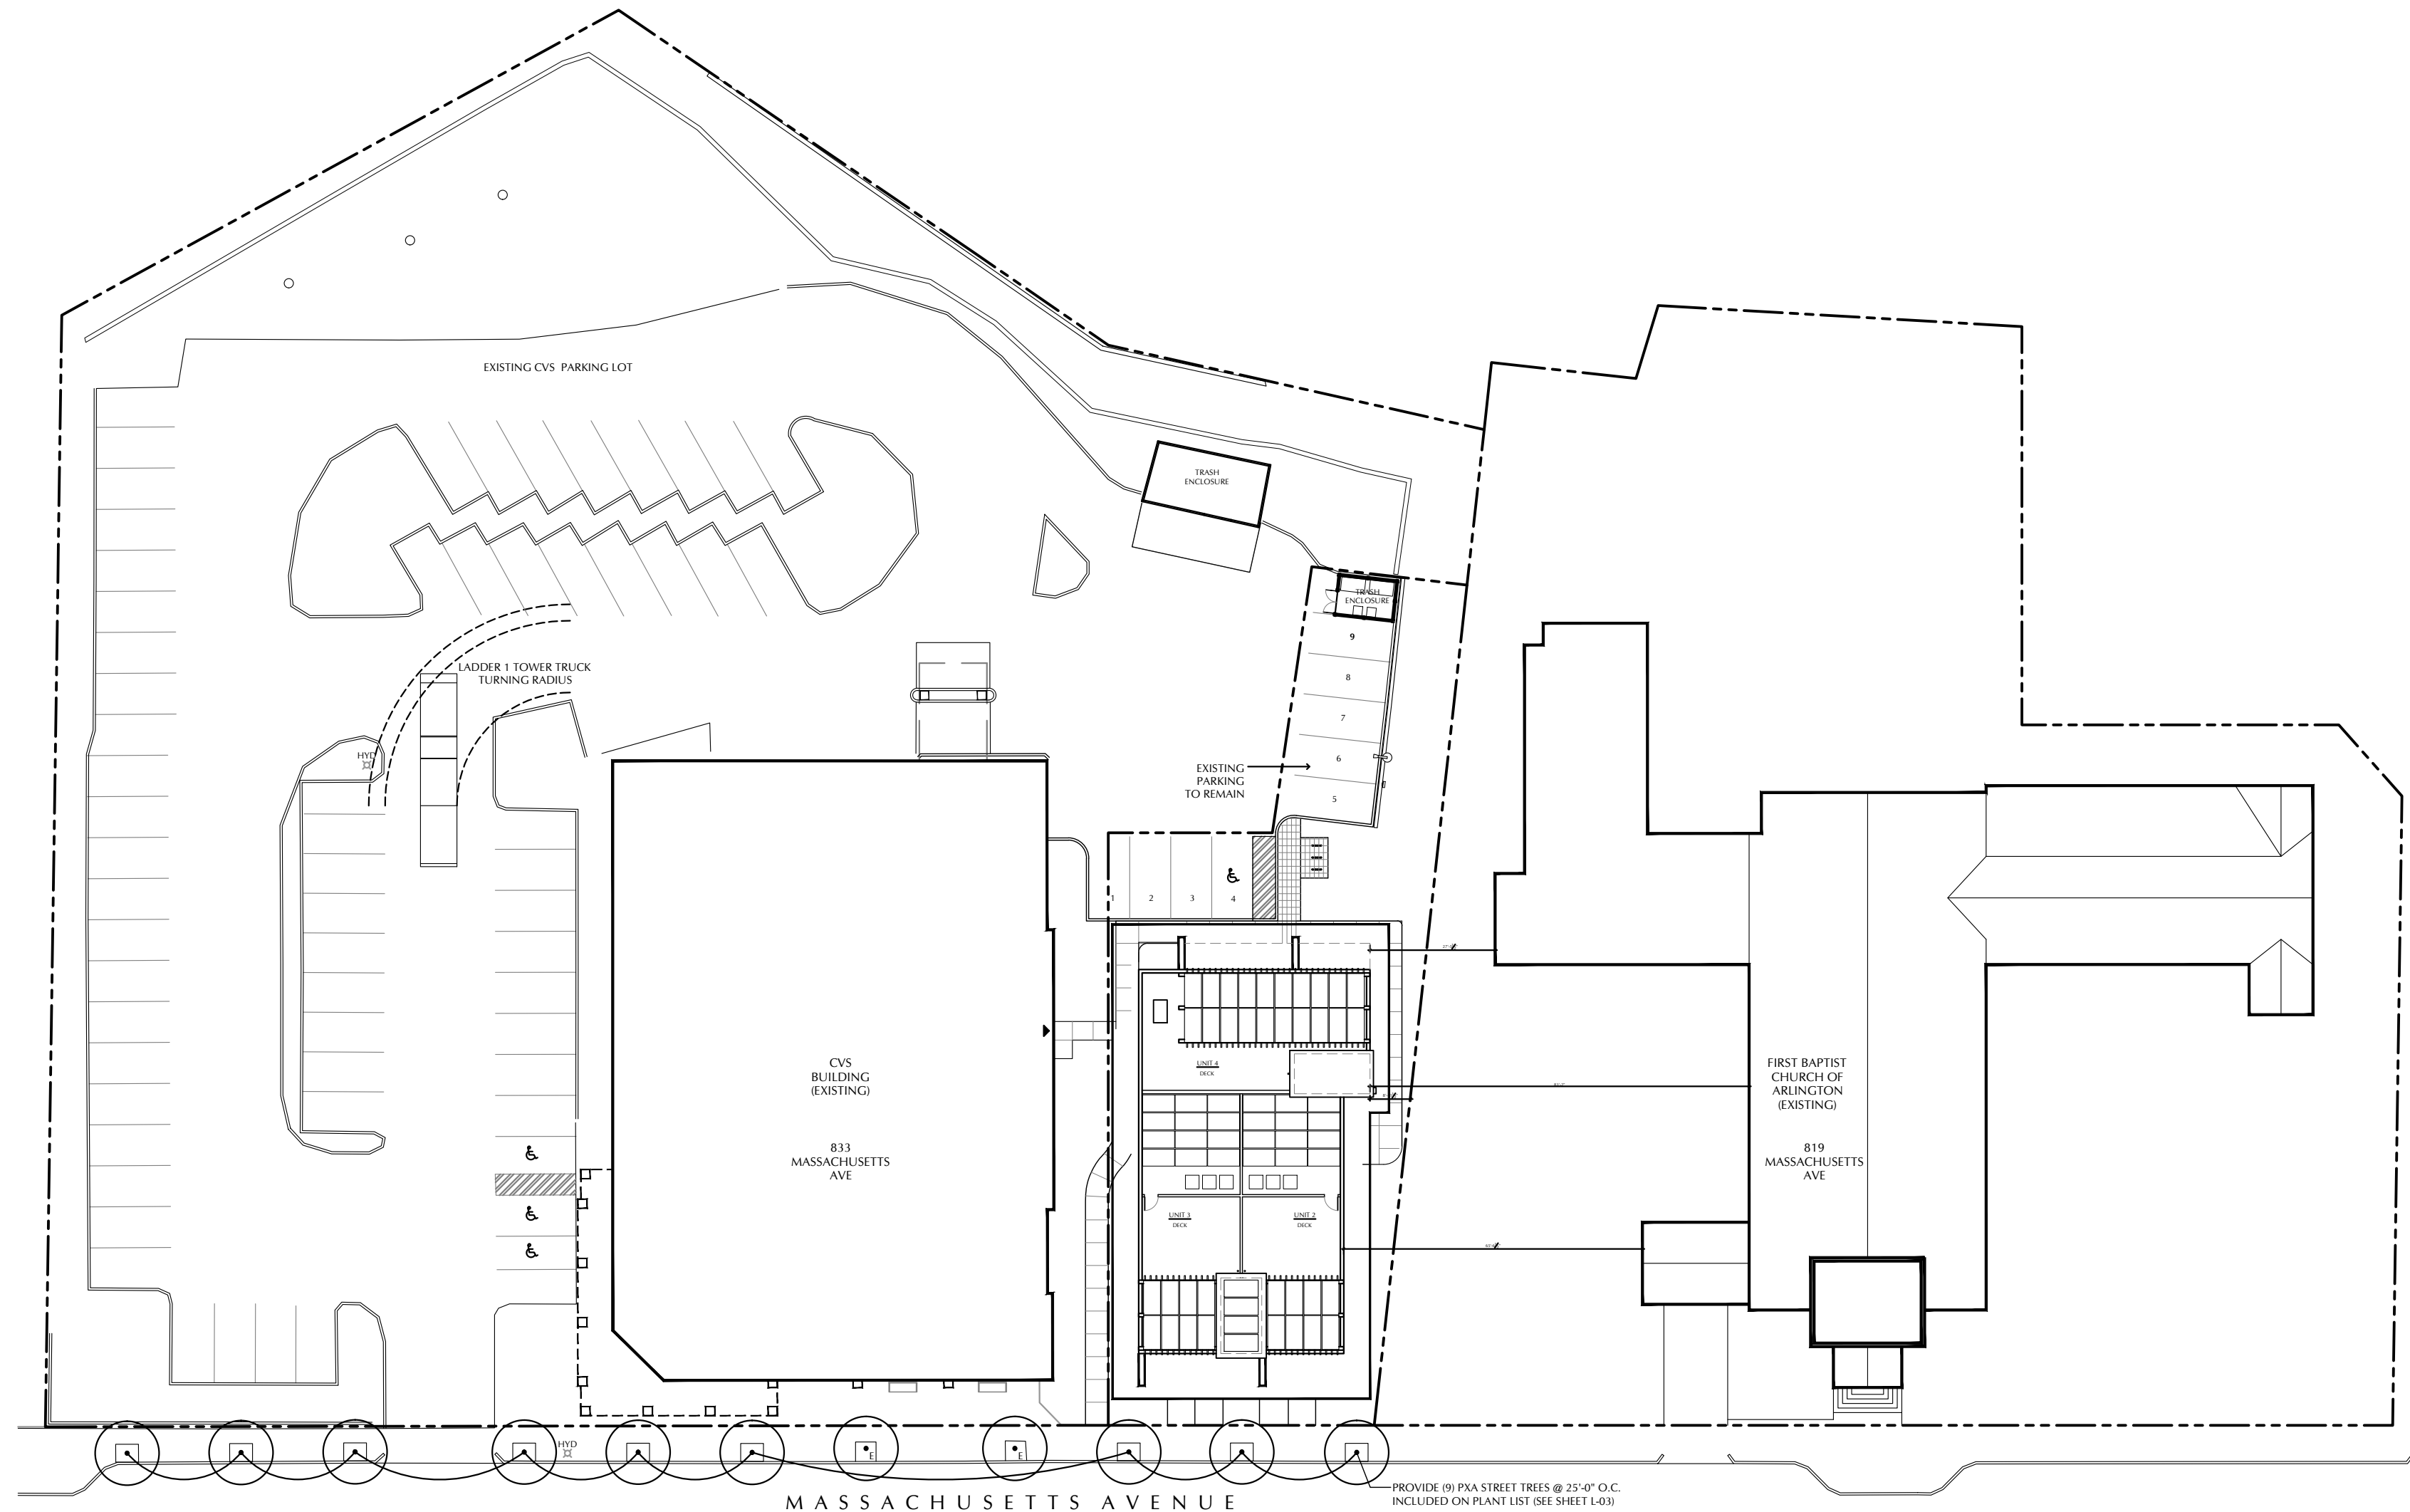 EXISTING CVS PARKING LOT
TRASH
ENCLOSURE
TRASH
ENCLOSURE
9
8
7
6
5
LADDER 1 TOWER TRUCK
TURNING RADIUS
HYD
EXISTING
PARKING
TO REMAIN
1
2
3
4
CVS
BUILDING
(EXISTING)
833
MASSACHUSETTS
AVE
UNIT 4
DECK
UNIT 3
DECK
UNIT 2
DECK
FIRST BAPTIST
CHURCH OF
ARLINGTON
(EXISTING)
819
MASSACHUSETTS
AVE
HYD
E
E
PROVIDE (9) PXA STREET TREES @ 25'-0" O.C.
INCLUDED ON PLANT LIST (SEE SHEET L-03)
MASSACHUSETTS AVENUE